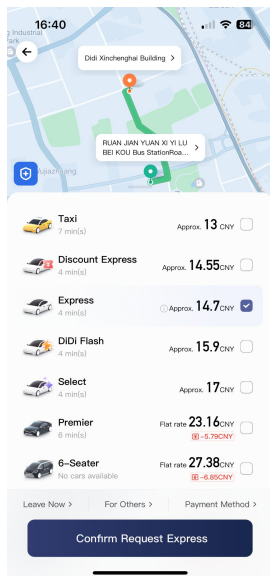 16:40
84
g Industrial
Park
Didi Xinchenghai Building >
RUAN JIAN YUAN XI YI LU
BEI KOU Bus StationRoa... >
Taxi
7 min(s)
Approx. 13 CNY
Discount Express
4 min(s)
Approx. 14.55CNY
Express
4 min(s)
Approx. 14.7CNY
DiDi Flash
4 min(s)
Approx. 15.9CNY
Select
4 min(s)
Approx. 17CNY
Premier
6 min(s)
Flat rate 23.16CNY
-5.79CNY
6-Seater
No cars available
Flat rate 27.38CNY
-6.85CNY
Leave Now >
For Others >
Payment Method >
Confirm Request Express